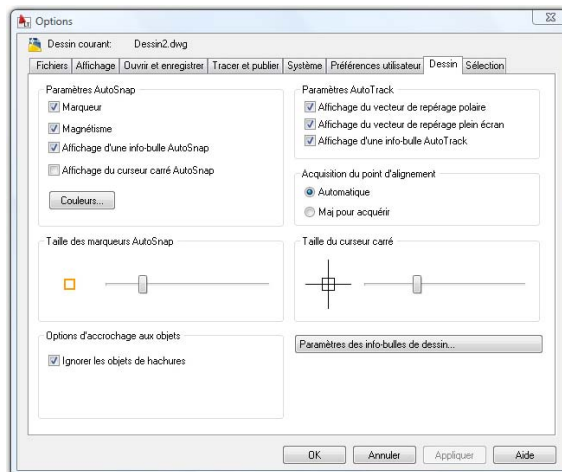 Options
Dessin courant: Dessin2.dwg
Fichiers Affichage Ouvrir et enregistrer Tracer et publier Système Préférences utilisateur Dessin Sélection
Paramètres AutoSnap
Marqueur
Magnétisme
Affichage d'une info-bulle AutoSnap
Affichage du curseur carré AutoSnap
Couleurs...
Paramètres AutoTrack
Affichage du vecteur de repérage polaire
Affichage du vecteur de repérage plein écran
Affichage d'une info-bulle AutoTrack
Acquisition du point d'alignement
Automatique
Maj pour acquérir
Taille des marqueurs AutoSnap
Taille du curseur carré
Options d'accrochage aux objets
Ignorer les objets de hachures
Paramètres des info-bulles de dessin...
OK Annuler Appliquer Aide